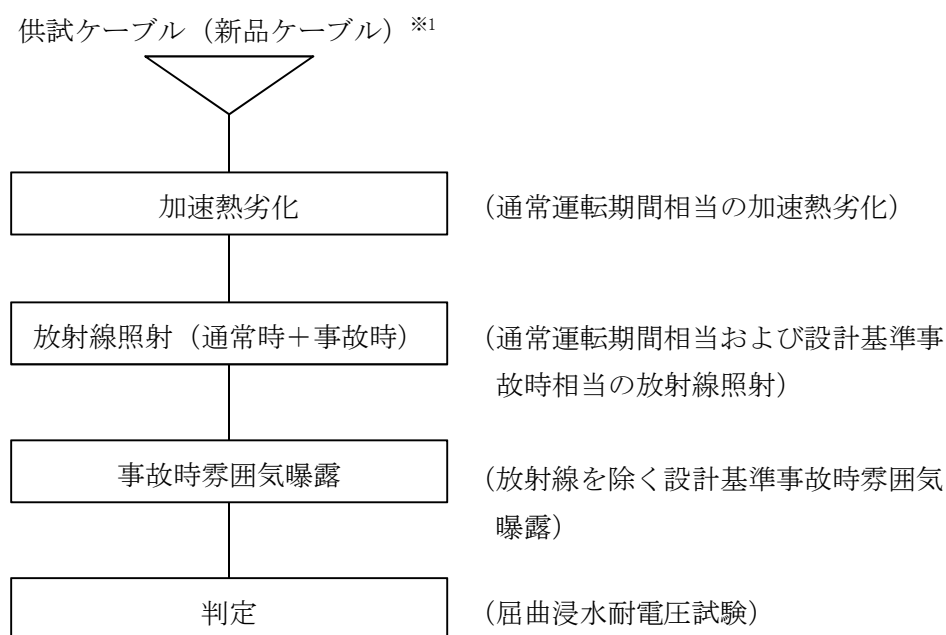 供試ケーブル（新品ケーブル）※1
加速熱劣化
（通常運転期間相当の加速熱劣化）
放射線照射（通常時＋事故時）
（通常運転期間相当および設計基準事
故時相当の放射線照射）
事故時雰囲気曝露
（放射線を除く設計基準事故時雰囲気
曝露）
判定
（屈曲浸水耐電圧試験）